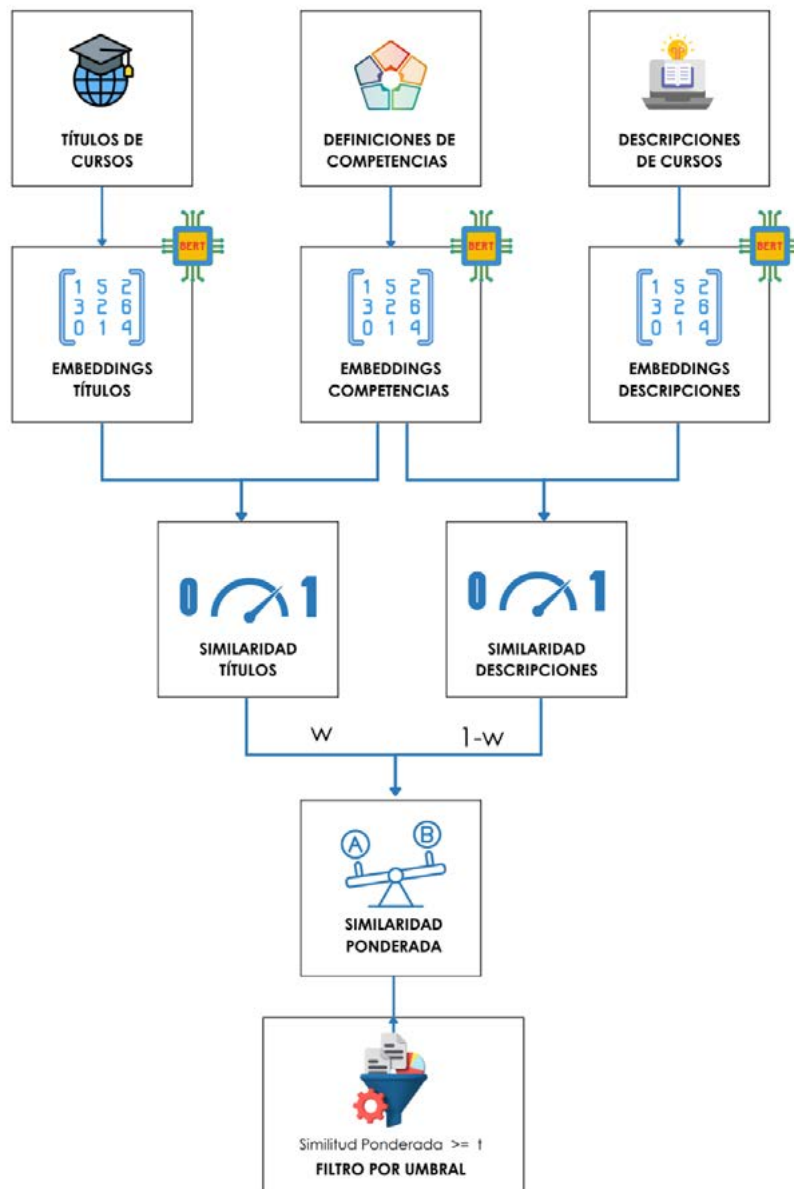 TÍTULOS DE
CURSOS
DEFINICIONES DE
COMPETENCIAS
DESCRIPCIONES
DE CURSOS
BERT
BERT
BERT
1 5 2
3 2 6
0 1 4
EMBEDDINGS
TÍTULOS
1 5 2
3 2 6
0 1 4
EMBEDDINGS
COMPETENCIAS
1 5 2
3 2 6
0 1 4
EMBEDDINGS
DESCRIPCIONES
0 1
SIMILARIDAD
TÍTULOS
0 1
SIMILARIDAD
DESCRIPCIONES
w
1-w
A B
SIMILARIDAD
PONDERADA
Similitud Ponderada >= t
FILTRO POR UMBRAL